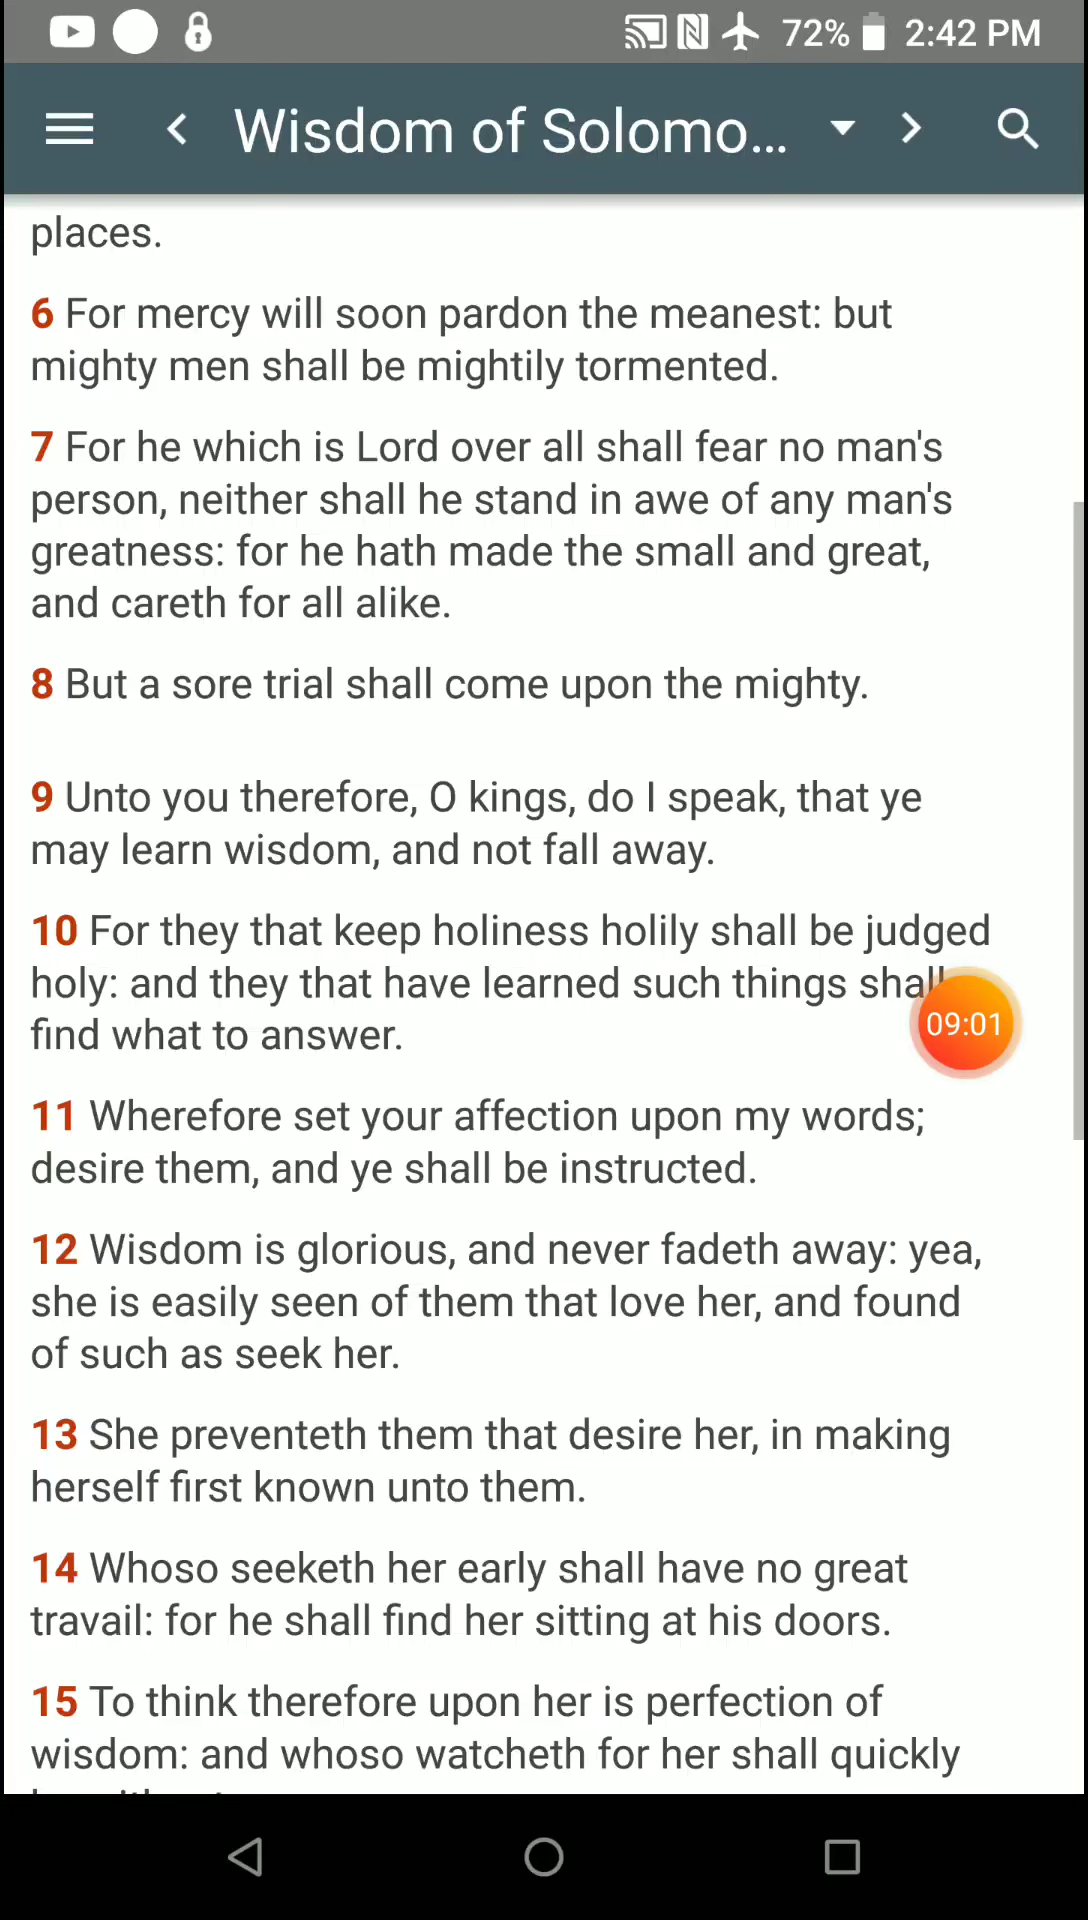 72% 2:42 PM
Wisdom of Solomo...
places.
6 For mercy will soon pardon the meanest: but
mighty men shall be mightily tormented.
7 For he which is Lord over all shall fear no man's
person, neither shall he stand in awe of any man's
greatness: for he hath made the small and great,
and careth for all alike.
8 But a sore trial shall come upon the mighty.
9 Unto you therefore, O kings, do I speak, that ye
may learn wisdom, and not fall away.
10 For they that keep holiness holily shall be judged
holy: and they that have learned such things shall
find what to answer.
09:01
11 Wherefore set your affection upon my words;
desire them, and ye shall be instructed.
12 Wisdom is glorious, and never fadeth away: yea,
she is easily seen of them that love her, and found
of such as seek her.
13 She preventeth them that desire her, in making
herself first known unto them.
14 Whoso seeketh her early shall have no great
travail: for he shall find her sitting at his doors.
15 To think therefore upon her is perfection of
wisdom: and whoso watcheth for her shall quickly